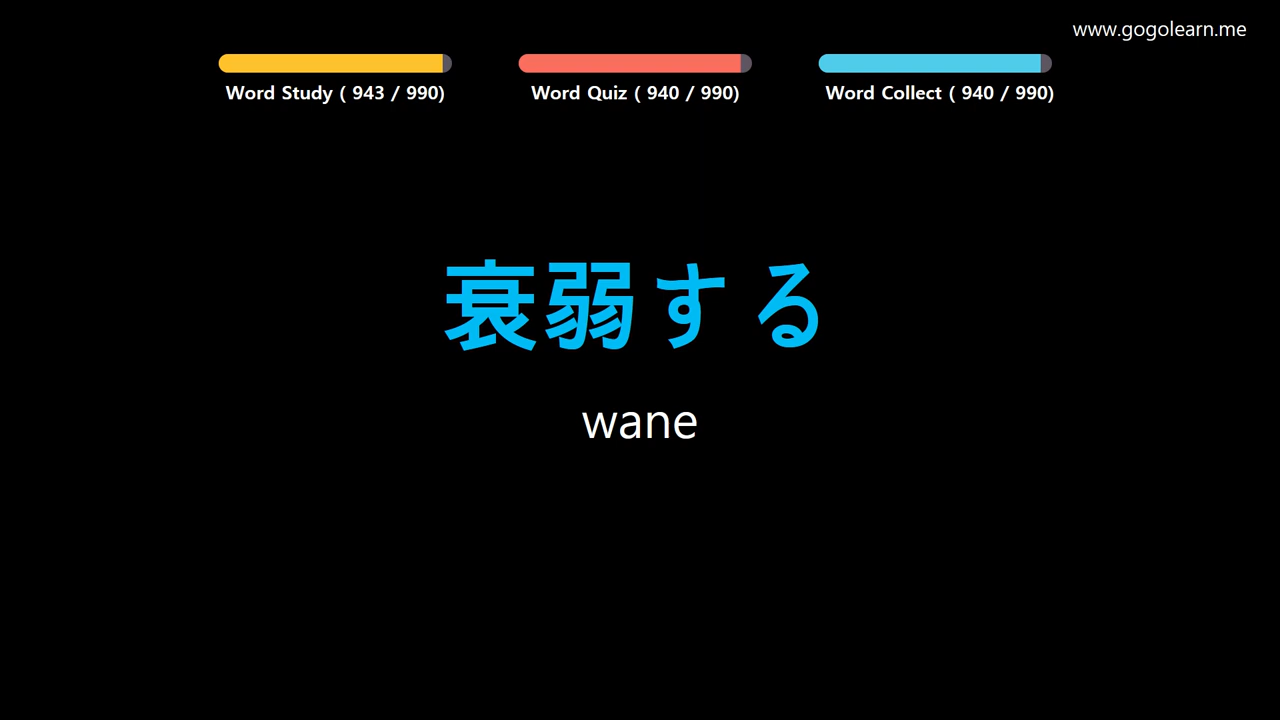 www.gogolearn.me
Word Study ( 943 / 990)
Word Quiz ( 940 / 990)
Word Collect ( 940 / 990)
衰弱する
wane